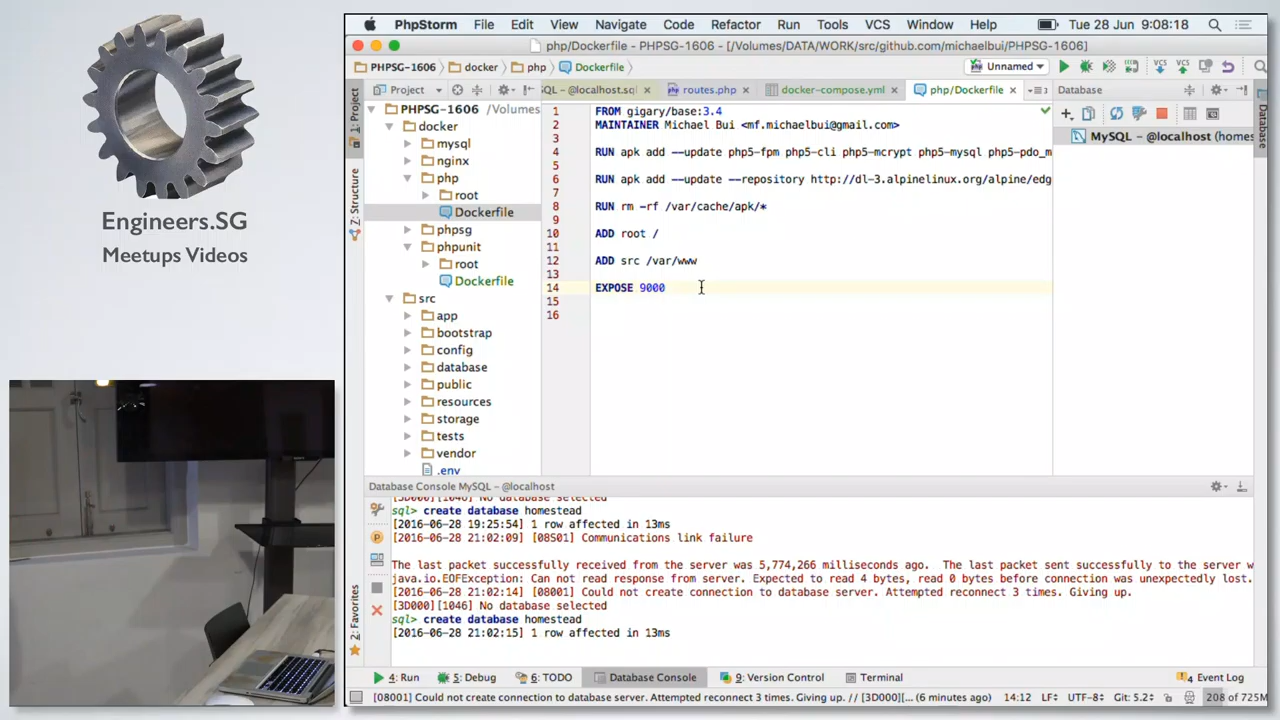 Engineers.SG
Meetups Videos
PhpStorm File Edit View Navigate Code Refactor Run Tools VCS Window Help Tue 28 Jun 9:08:18
php/Dockerfile - PHPSG-1606 - [/Volumes/DATA/WORK/src/github.com/michaelbui/PHPSG-1606]
PHPSG-1606 docker php Dockerfile Unnamed VCS VCS
Project SQL - @localhost.sql routes.php docker-compose.yml php/Dockerfile Database
1: Project
Z: Structure
2: Favorites
Database
PHPSG-1606 /Volumes
docker
mysql
nginx
php
root
Dockerfile
phpsg
phpunit
root
Dockerfile
src
app
bootstrap
config
database
public
resources
storage
tests
vendor
.env
1 FROM gigary/base:3.4
2 MAINTAINER Michael Bui <mf.michaelbui@gmail.com>
3
4 RUN apk add --update php5-fpm php5-cli php5-mcrypt php5-mysql php5-pdo_m
5
6 RUN apk add --update --repository http://dl-3.alpinelinux.org/alpine/edg
7
8 RUN rm -rf /var/cache/apk/*
9
10 ADD root /
11
12 ADD src /var/www
13
14 EXPOSE 9000
15
16
MySQL - @localhost (homes
Database Console MySQL - @localhost
[3D000][1046] No database selected
sql> create database homestead
[2016-06-28 19:25:54] 1 row affected in 13ms
[2016-06-28 21:02:09] [08S01] Communications link failure
The last packet successfully received from the server was 5,774,266 milliseconds ago. The last packet sent successfully to the server w
java.io.EOFException: Can not read response from server. Expected to read 4 bytes, read 0 bytes before connection was unexpectedly lost.
[2016-06-28 21:02:14] [08001] Could not create connection to database server. Attempted reconnect 3 times. Giving up.
[3D000][1046] No database selected
sql> create database homestead
[2016-06-28 21:02:15] 1 row affected in 13ms
4: Run 5: Debug 6: TODO Database Console 9: Version Control Terminal 4 Event Log
[08001] Could not create connection to database server. Attempted reconnect 3 times. Giving up. // [3D000][... (6 minutes ago) 14:12 LF UTF-8 Git: 5.2 208 of 725M